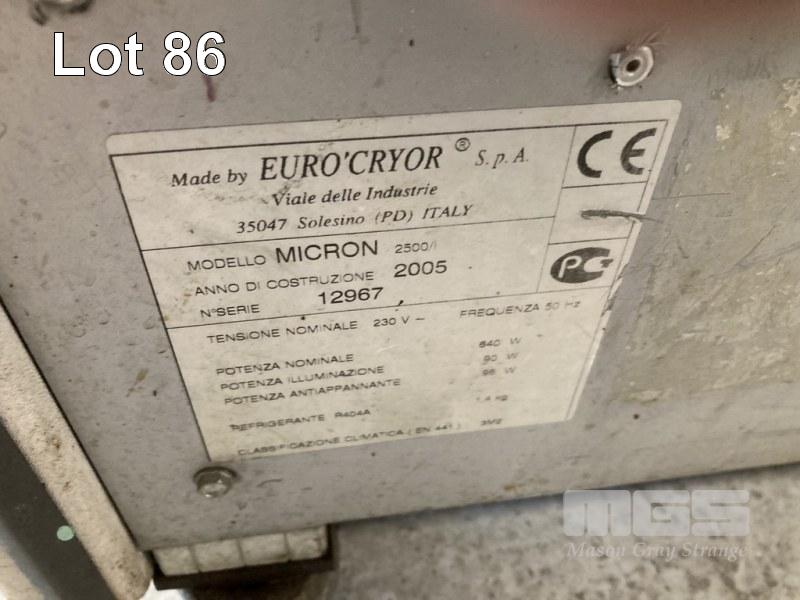 Lot 86
Made by EURO'CRYOR® S.p.A.
Viale delle Industrie
35047 Solesino (PD) ITALY
CE
MODELLO MICRON 2500/I
ANNO DI COSTRUZIONE 2005
N°SERIE 12967
TENSIONE NOMINALE 230 V ~ FREQUENZA 50 Hz
POTENZA NOMINALE 640 W
POTENZA ILLUMINAZIONE 90 W
POTENZA ANTIAPPANNANTE 96 W
REFRIGERANTE R404A 1,4 kg
CLASSIFICAZIONE CLIMATICA ( EN 441 ) 3M2
MGS
Mason Gray Strange